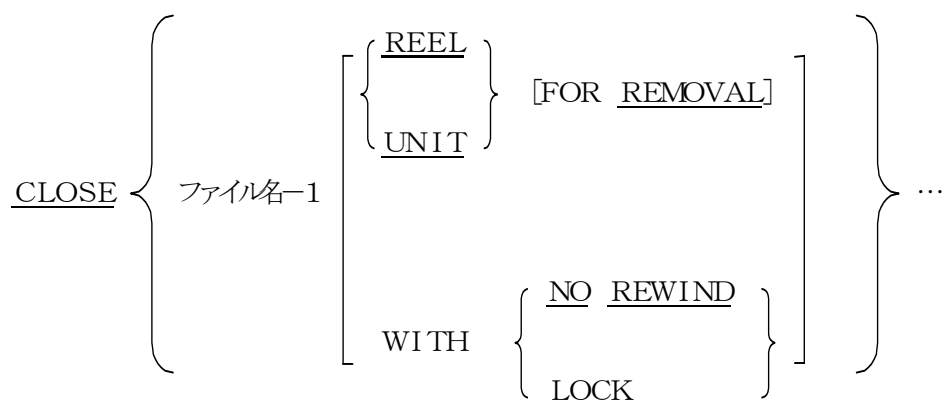 REEL
[FOR REMOVAL]
UNIT
CLOSE ファイル名-1 …
NO REWIND
WITH
LOCK